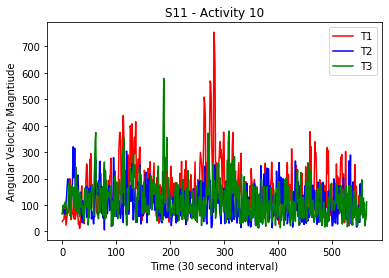 S11 - Activity 10
T1
T2
T3
Angular Velocity Magntiude
700
600
500
400
300
200
100
0
0 100 200 300 400 500
Time (30 second interval)